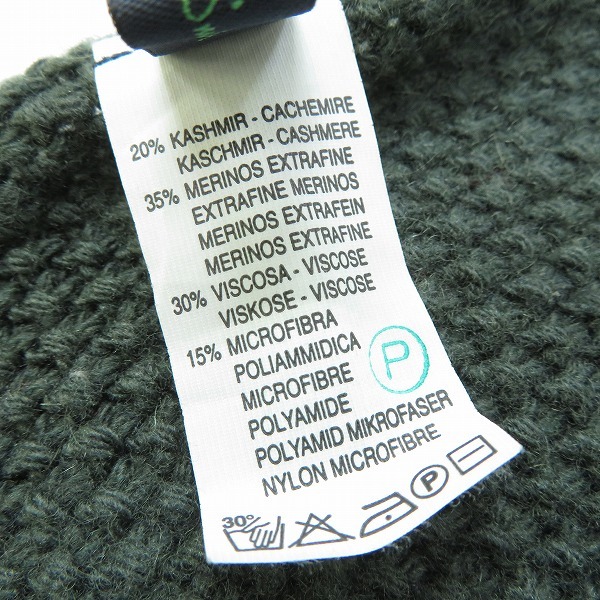 20% KASHMIR - CACHEMIRE
KASCHMIR - CASHMERE
35% MERINOS EXTRAFINE
EXTRAFINE MERINOS
MERINOS EXTRAFEIN
MERINOS EXTRAFINE
30% VISCOSA - VISCOSE
VISKOSE - VISCOSE
15% MICROFIBRA
POLIAMMIDICA
MICROFIBRE
POLYAMIDE
POLYAMID MIKROFASER
NYLON MICROFIBRE
P
30° P